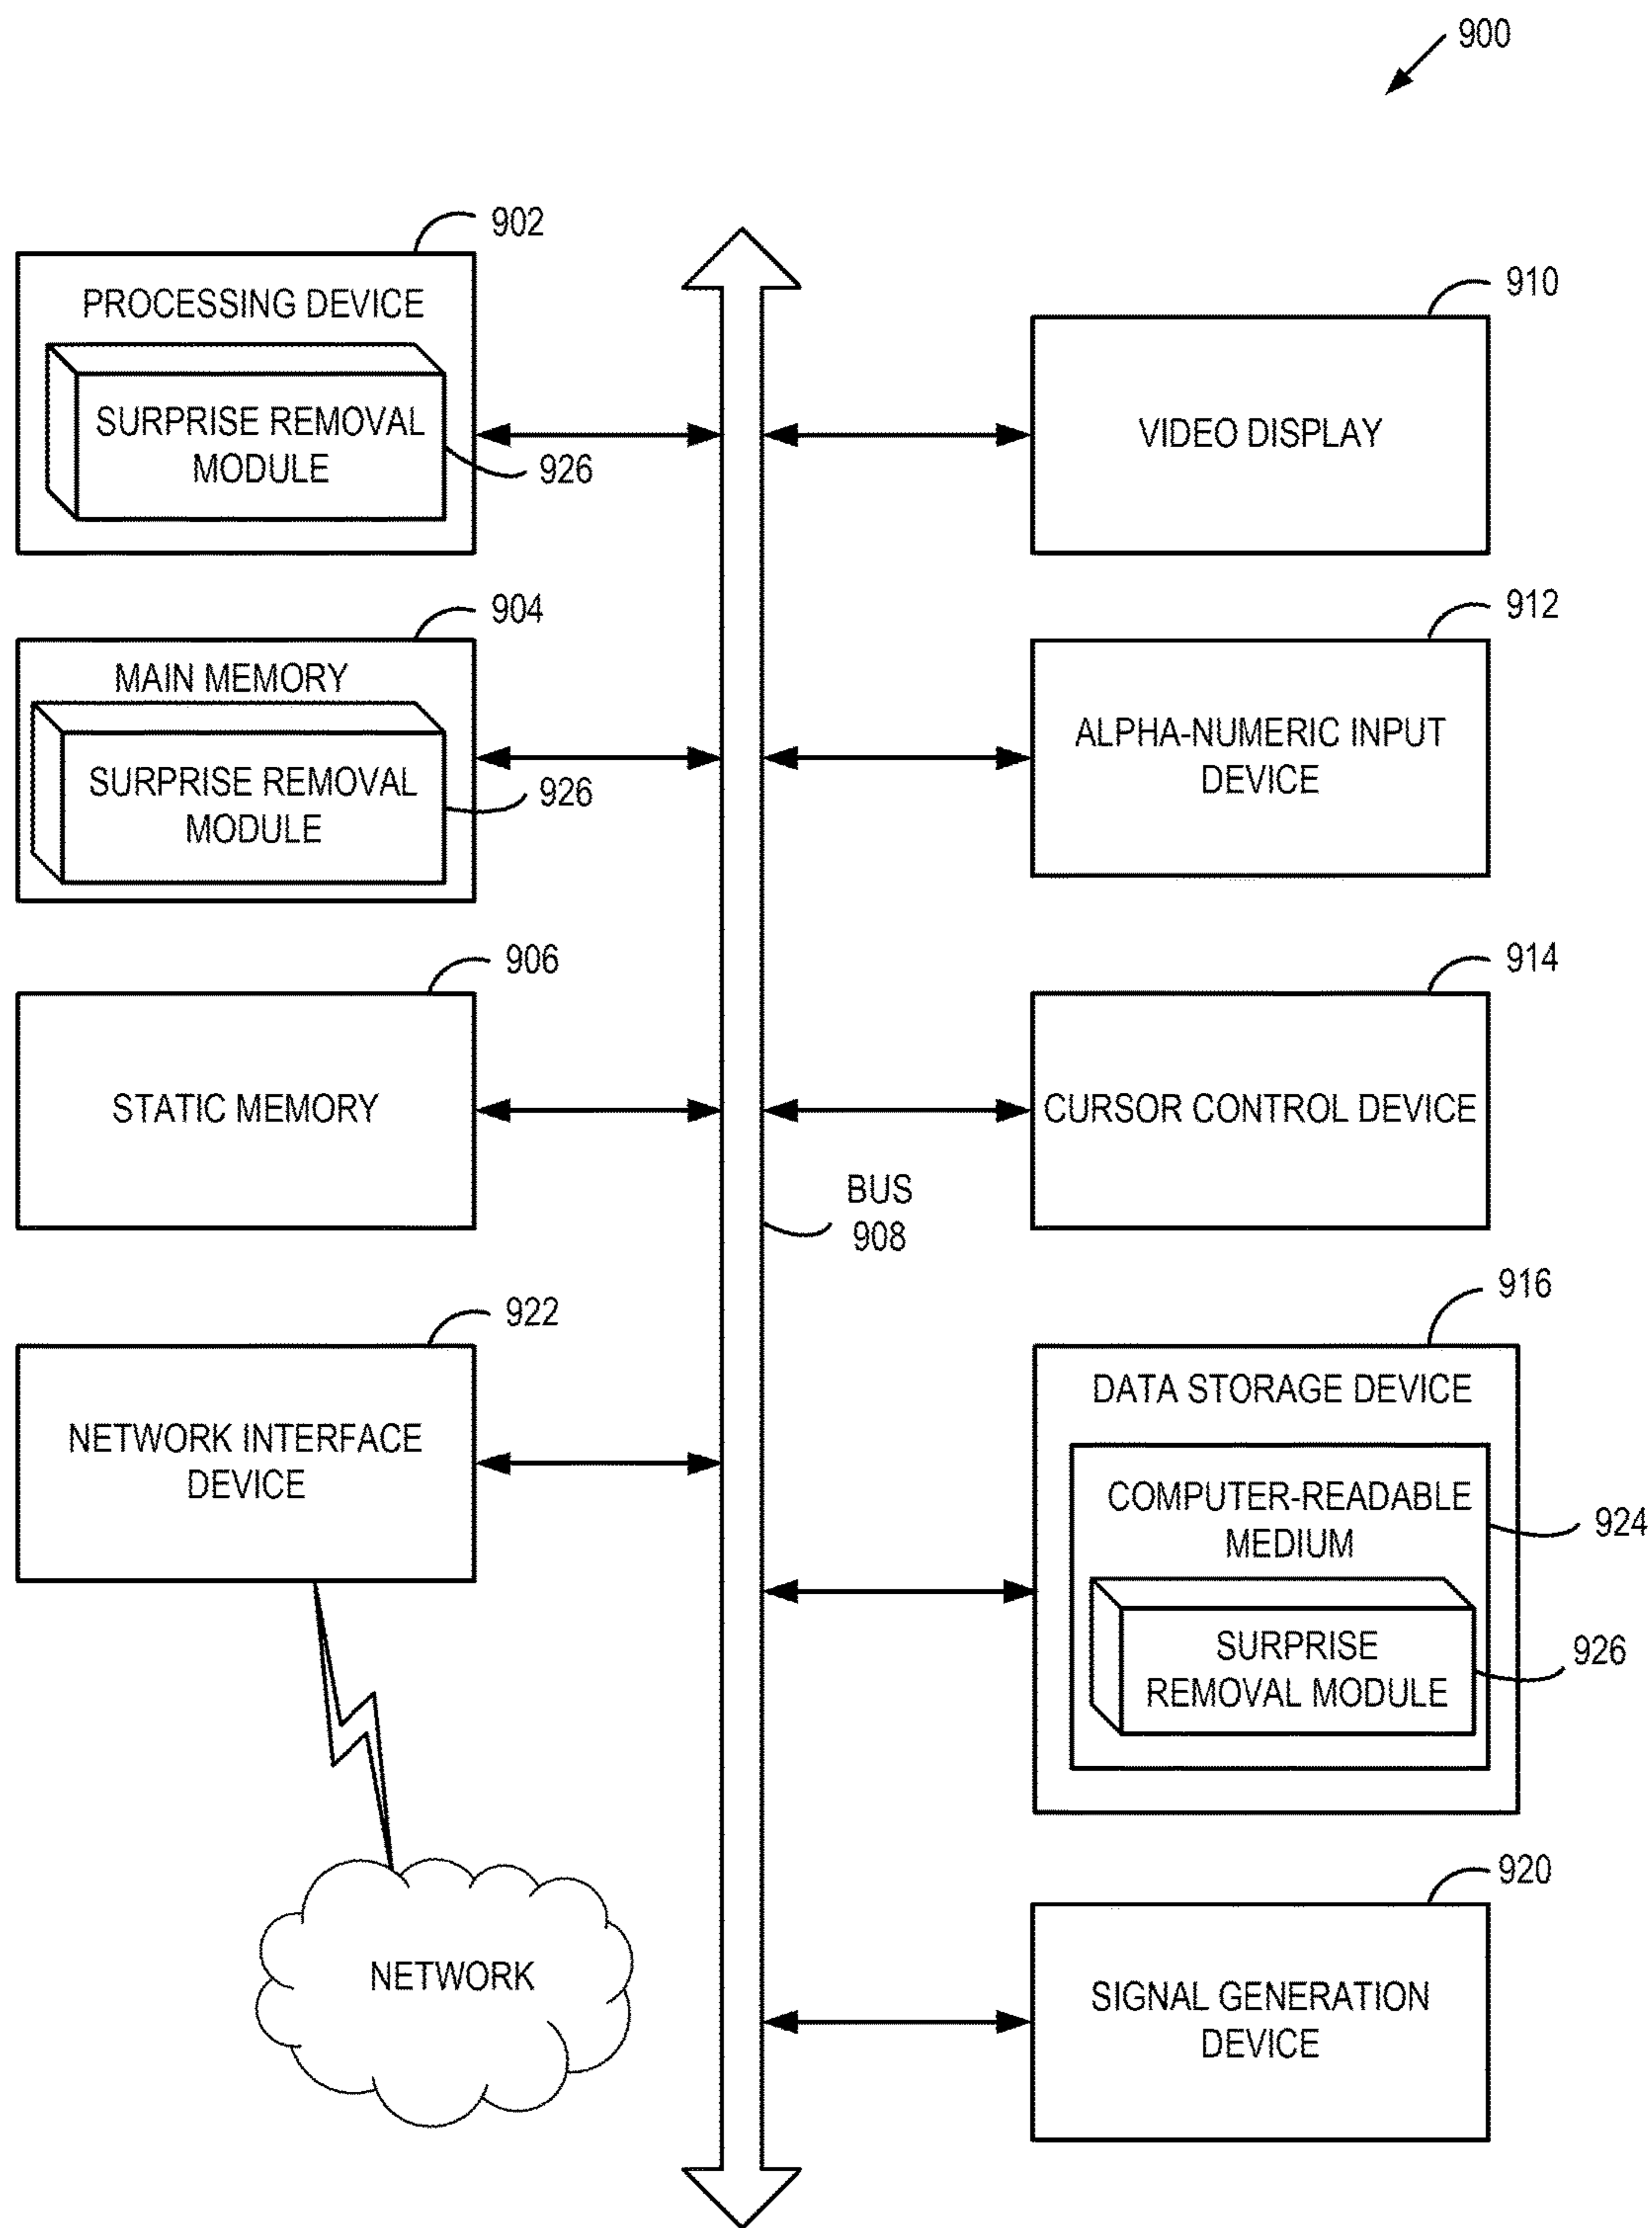 900
902
PROCESSING DEVICE
SURPRISE REMOVAL
MODULE
926
904
MAIN MEMORY
SURPRISE REMOVAL
MODULE
926
906
STATIC MEMORY
922
NETWORK INTERFACE
DEVICE
NETWORK
BUS
908
910
VIDEO DISPLAY
912
ALPHA-NUMERIC INPUT
DEVICE
914
CURSOR CONTROL DEVICE
916
DATA STORAGE DEVICE
COMPUTER-READABLE
MEDIUM
924
SURPRISE
REMOVAL MODULE
926
920
SIGNAL GENERATION
DEVICE